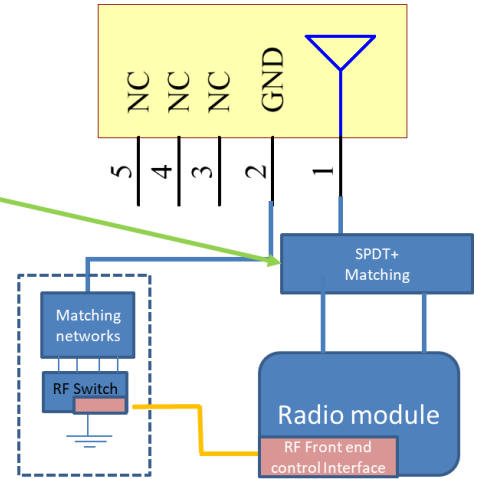 NC
NC
NC
GND
5
4
3
2
1
SPDT+
Matching
Matching
networks
RF Switch
Radio module
RF Front end
control Interface